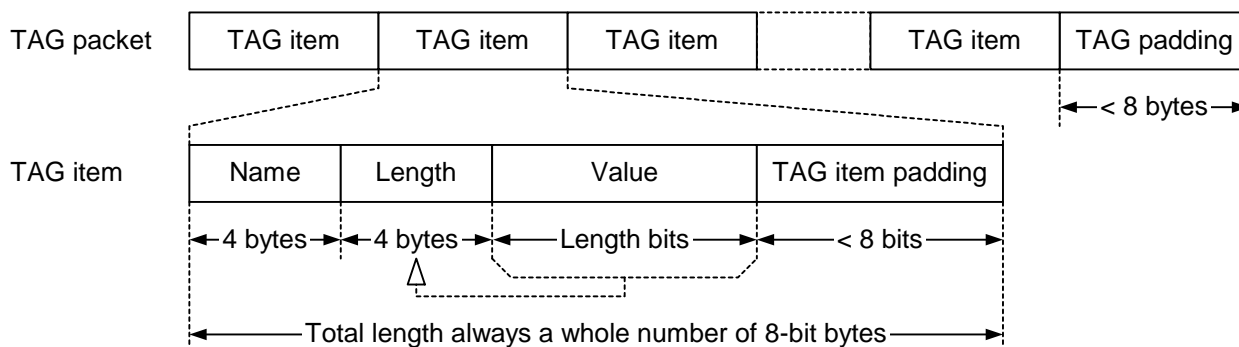 TAG packet TAG item TAG item TAG item TAG item TAG padding
< 8 bytes
TAG item Name Length Value TAG item padding
4 bytes 4 bytes Length bits < 8 bits
Total length always a whole number of 8-bit bytes